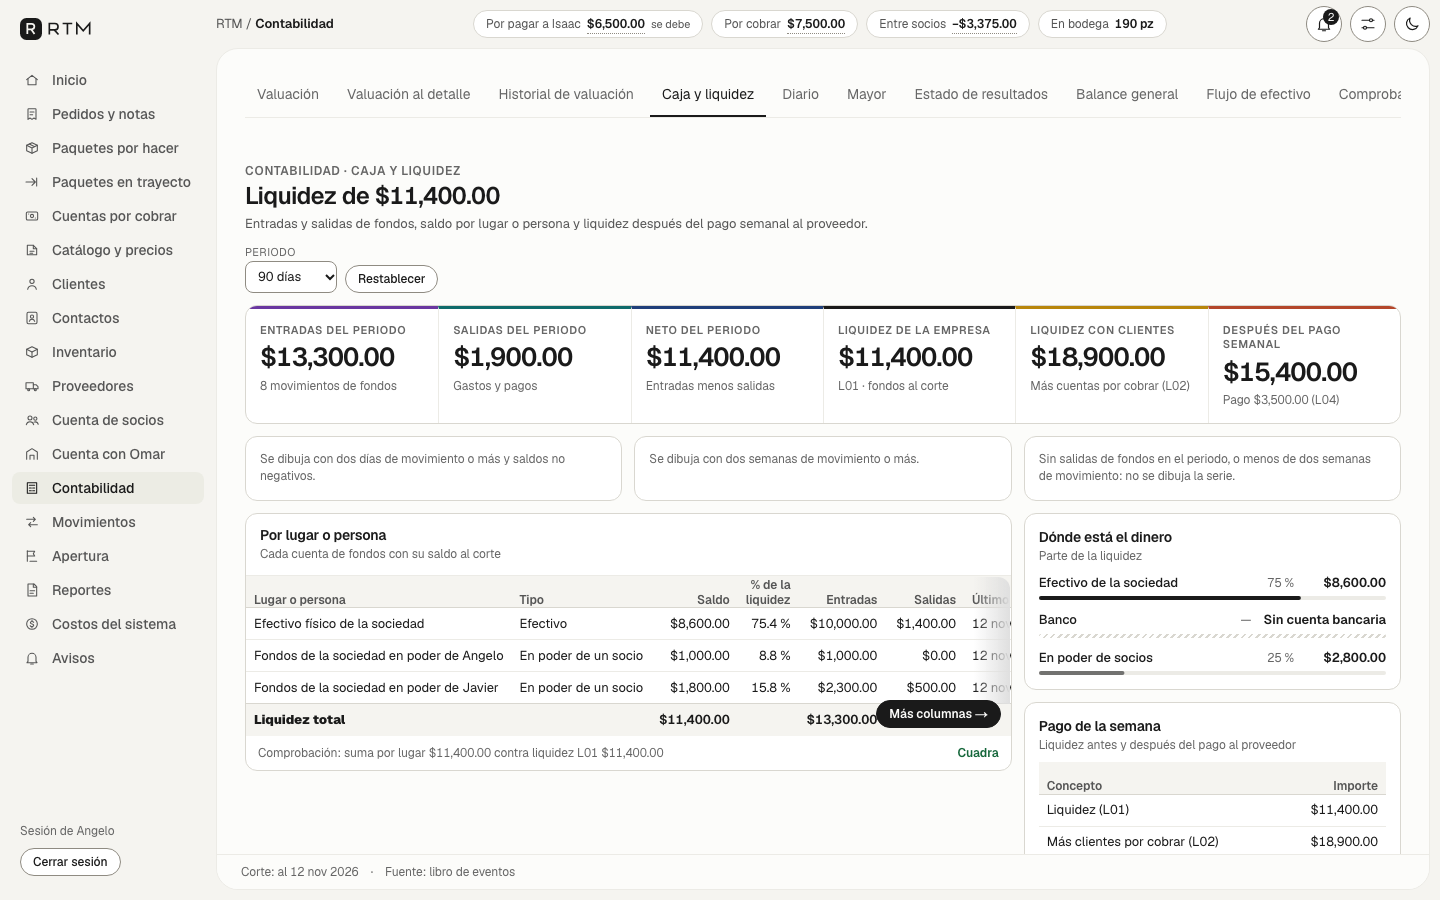 R RTM
RTM / Contabilidad
Por pagar a Isaac $6,500.00 se debe
Por cobrar $7,500.00
Entre socios −$3,375.00
En bodega 190 pz
2
Inicio
Pedidos y notas
Paquetes por hacer
Paquetes en trayecto
Cuentas por cobrar
Catálogo y precios
Clientes
Contactos
Inventario
Proveedores
Cuenta de socios
Cuenta con Omar
Contabilidad
Movimientos
Apertura
Reportes
Costos del sistema
Avisos
Sesión de Angelo
Cerrar sesión
Valuación Valuación al detalle Historial de valuación Caja y liquidez Diario Mayor Estado de resultados Balance general Flujo de efectivo Comproba
CONTABILIDAD · CAJA Y LIQUIDEZ
Liquidez de $11,400.00
Entradas y salidas de fondos, saldo por lugar o persona y liquidez después del pago semanal al proveedor.
PERIODO
90 días Restablecer
ENTRADAS DEL PERIODO
$13,300.00
8 movimientos de fondos
SALIDAS DEL PERIODO
$1,900.00
Gastos y pagos
NETO DEL PERIODO
$11,400.00
Entradas menos salidas
LIQUIDEZ DE LA EMPRESA
$11,400.00
L01 · fondos al corte
LIQUIDEZ CON CLIENTES
$18,900.00
Más cuentas por cobrar (L02)
DESPUÉS DEL PAGO
SEMANAL
$15,400.00
Pago $3,500.00 (L04)
Se dibuja con dos días de movimiento o más y saldos no
negativos.
Se dibuja con dos semanas de movimiento o más.
Sin salidas de fondos en el periodo, o menos de dos semanas
de movimiento: no se dibuja la serie.
Por lugar o persona
Cada cuenta de fondos con su saldo al corte
Lugar o persona Tipo Saldo % de la liquidez Entradas Salidas Último
Efectivo físico de la sociedad Efectivo $8,600.00 75.4 % $10,000.00 $1,400.00 12 nov
Fondos de la sociedad en poder de Angelo En poder de un socio $1,000.00 8.8 % $1,000.00 $0.00 12 nov
Fondos de la sociedad en poder de Javier En poder de un socio $1,800.00 15.8 % $2,300.00 $500.00 12 nov
Liquidez total $11,400.00 $13,300.00
Más columnas →
Comprobación: suma por lugar $11,400.00 contra liquidez L01 $11,400.00 Cuadra
Dónde está el dinero
Parte de la liquidez
Efectivo de la sociedad 75 % $8,600.00
Banco — Sin cuenta bancaria
En poder de socios 25 % $2,800.00
Pago de la semana
Liquidez antes y después del pago al proveedor
Concepto Importe
Liquidez (L01) $11,400.00
Más clientes por cobrar (L02) $18,900.00
Corte: al 12 nov 2026 · Fuente: libro de eventos